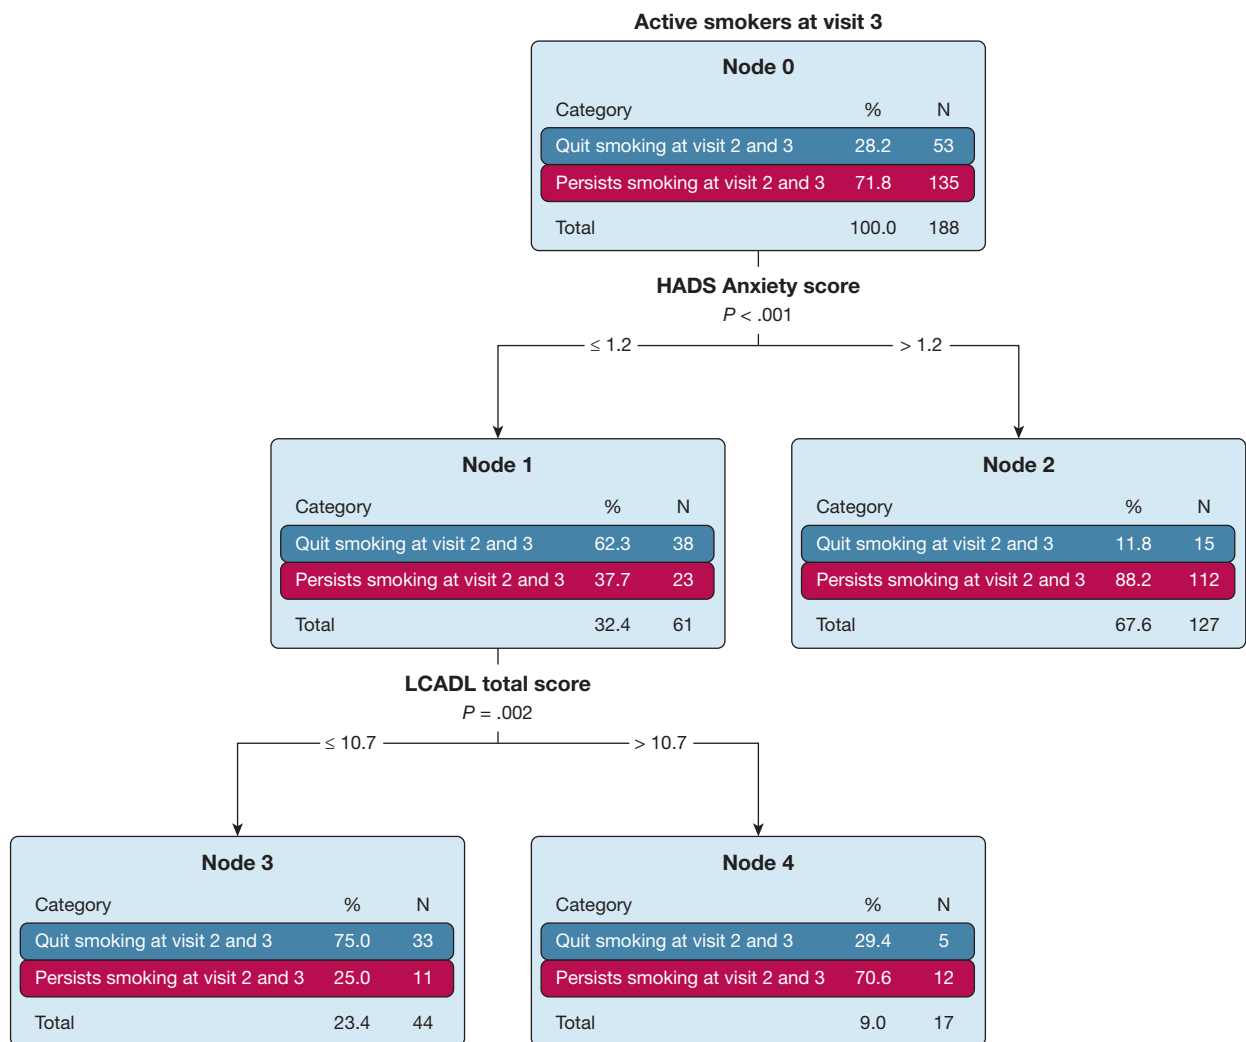 Active smokers at visit 3
Node 0
Category % N
Quit smoking at visit 2 and 3 28.2 53
Persists smoking at visit 2 and 3 71.8 135
Total 100.0 188
HADS Anxiety score
P < .001
≤ 1.2 > 1.2
Node 1
Category % N
Quit smoking at visit 2 and 3 62.3 38
Persists smoking at visit 2 and 3 37.7 23
Total 32.4 61
Node 2
Category % N
Quit smoking at visit 2 and 3 11.8 15
Persists smoking at visit 2 and 3 88.2 112
Total 67.6 127
LCADL total score
P = .002
≤ 10.7 > 10.7
Node 3
Category % N
Quit smoking at visit 2 and 3 75.0 33
Persists smoking at visit 2 and 3 25.0 11
Total 23.4 44
Node 4
Category % N
Quit smoking at visit 2 and 3 29.4 5
Persists smoking at visit 2 and 3 70.6 12
Total 9.0 17